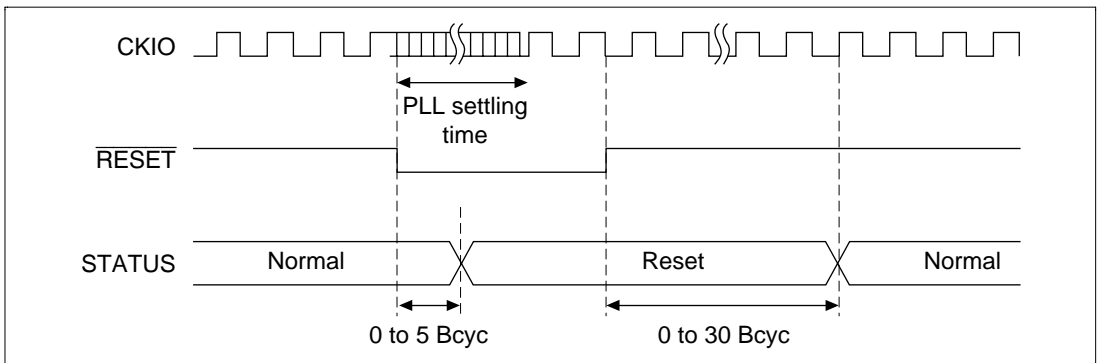 CKIO
PLL settling
time
RESET
STATUS
Normal
Reset
Normal
0 to 5 Bcyc
0 to 30 Bcyc